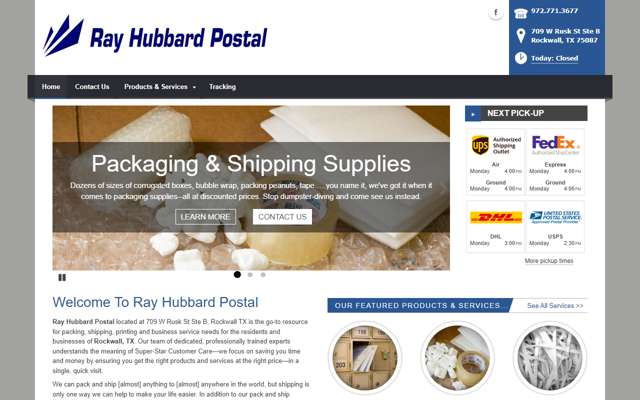 Ray Hubbard Postal
f
972.771.3677
709 W Rusk St Ste B
Rockwall, TX 75087
Today: Closed
Home Contact Us Products & Services Tracking
Packaging & Shipping Supplies
Dozens of sizes of corrugated boxes, bubble wrap, packing peanuts, tape.....you name it, we've got it when it
comes to packaging supplies--all at discounted prices. Stop dumpster-diving and come see us instead.
LEARN MORE CONTACT US
» NEXT PICK-UP
ups Authorized Shipping Outlet
Air
Monday 4:00 PM
Ground
Monday 4:00 PM
FedEx
Authorized ShipCenter
Express
Monday 4:00 PM
Ground
Monday 4:00 PM
DHL
DHL
Monday 3:00 PM
UNITED STATES POSTAL SERVICE
Approved Postal Provider
USPS
Monday 2:30 PM
More pickup times
Welcome To Ray Hubbard Postal
Ray Hubbard Postal located at 709 W Rusk St Ste B, Rockwall TX is the go-to resource
for packing, shipping, printing and business service needs for the residents and
businesses of Rockwall, TX. Our team of dedicated, professionally trained experts
understands the meaning of Super-Star Customer Care—we focus on saving you time
and money by ensuring you get the right products and services at the right price—in a
single, quick visit.
We can pack and ship [almost] anything to [almost] anywhere in the world, but shipping is
only one way we can help to make your life easier. In addition to our pack and ship
OUR FEATURED PRODUCTS & SERVICES... See All Services >>
203